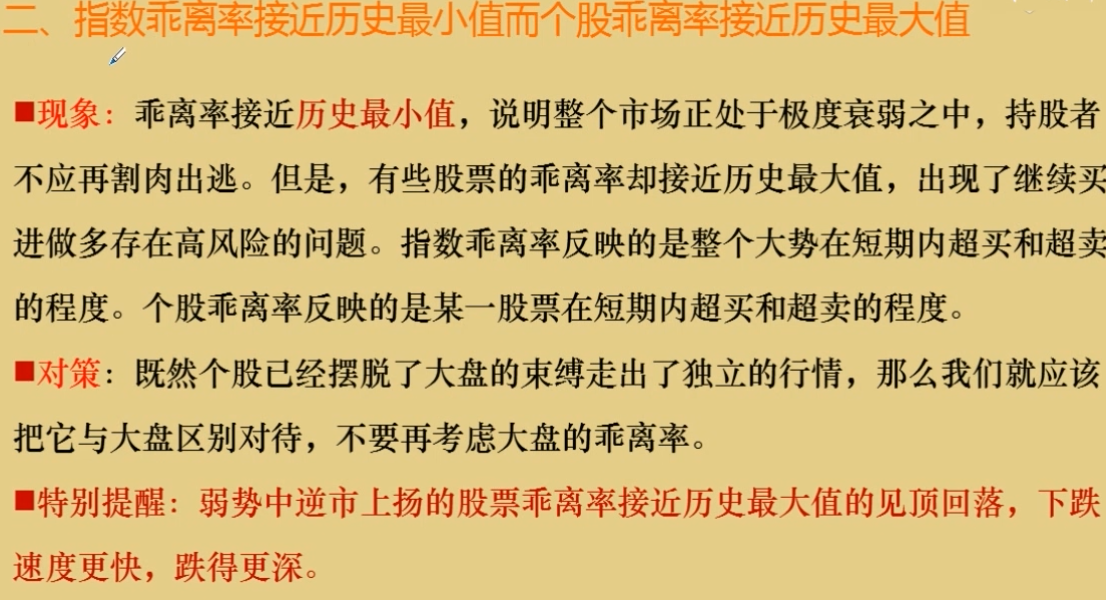 二、指数乖离率接近历史最小值而个股乖离率接近历史最大值
■现象：乖离率接近历史最小值，说明整个市场正处于极度衰弱之中，持股者
不应再割肉出逃。但是，有些股票的乖离率却接近历史最大值，出现了继续买
进做多存在高风险的问题。指数乖离率反映的是整个大势在短期内超买和超卖
的程度。个股乖离率反映的是某一股票在短期内超买和超卖的程度。
■对策：既然个股已经摆脱了大盘的束缚走出了独立的行情，那么我们就应该
把它与大盘区别对待，不要再考虑大盘的乖离率。
■特别提醒：弱势中逆市上扬的股票乖离率接近历史最大值的见顶回落，下跌
速度更快，跌得更深。